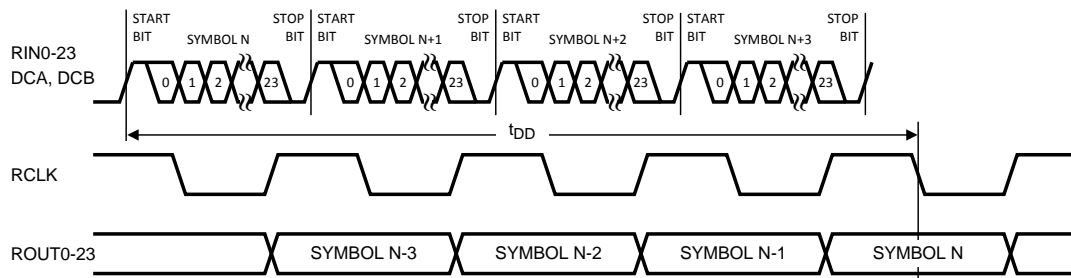 START BIT SYMBOL N STOP BIT
START BIT SYMBOL N+1 STOP BIT
START BIT SYMBOL N+2 STOP BIT
START BIT SYMBOL N+3
RIN0-23
DCA, DCB
0 1 2 23 0 1 2 23 0 1 2 23 0 1 2 23
tDD
RCLK
ROUT0-23 SYMBOL N-3 SYMBOL N-2 SYMBOL N-1 SYMBOL N